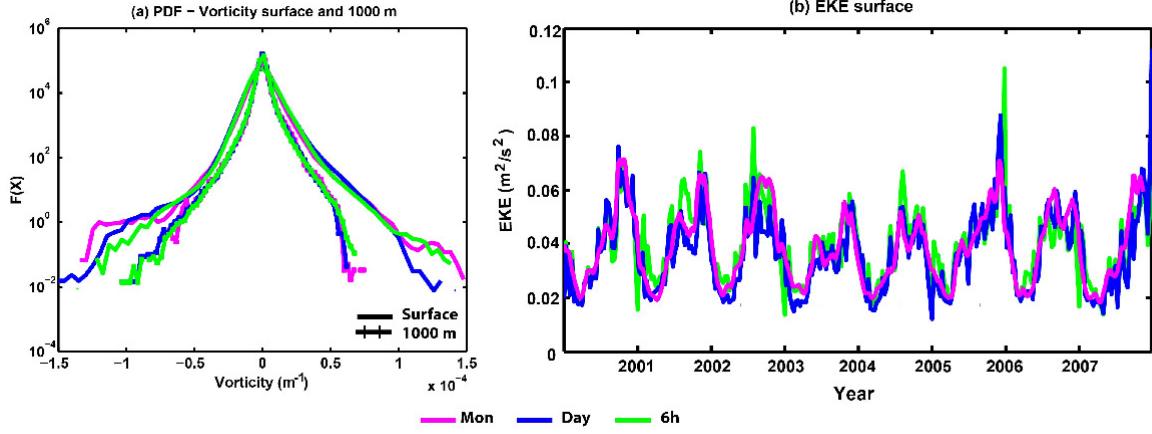 (a) PDF − Vorticity surface and 1000 m
10^6
10^4
10^2
10^0
10^−2
10^−4
F(X)
Surface
1000 m
−1.5 −1 −0.5 0 0.5 1 1.5
Vorticity (m^-1)
x 10^−4
(b) EKE surface
0.12
0.1
0.08
0.06
0.04
0.02
0
EKE (m^2/s^2)
2001 2002 2003 2004 2005 2006 2007
Year
Mon Day 6h